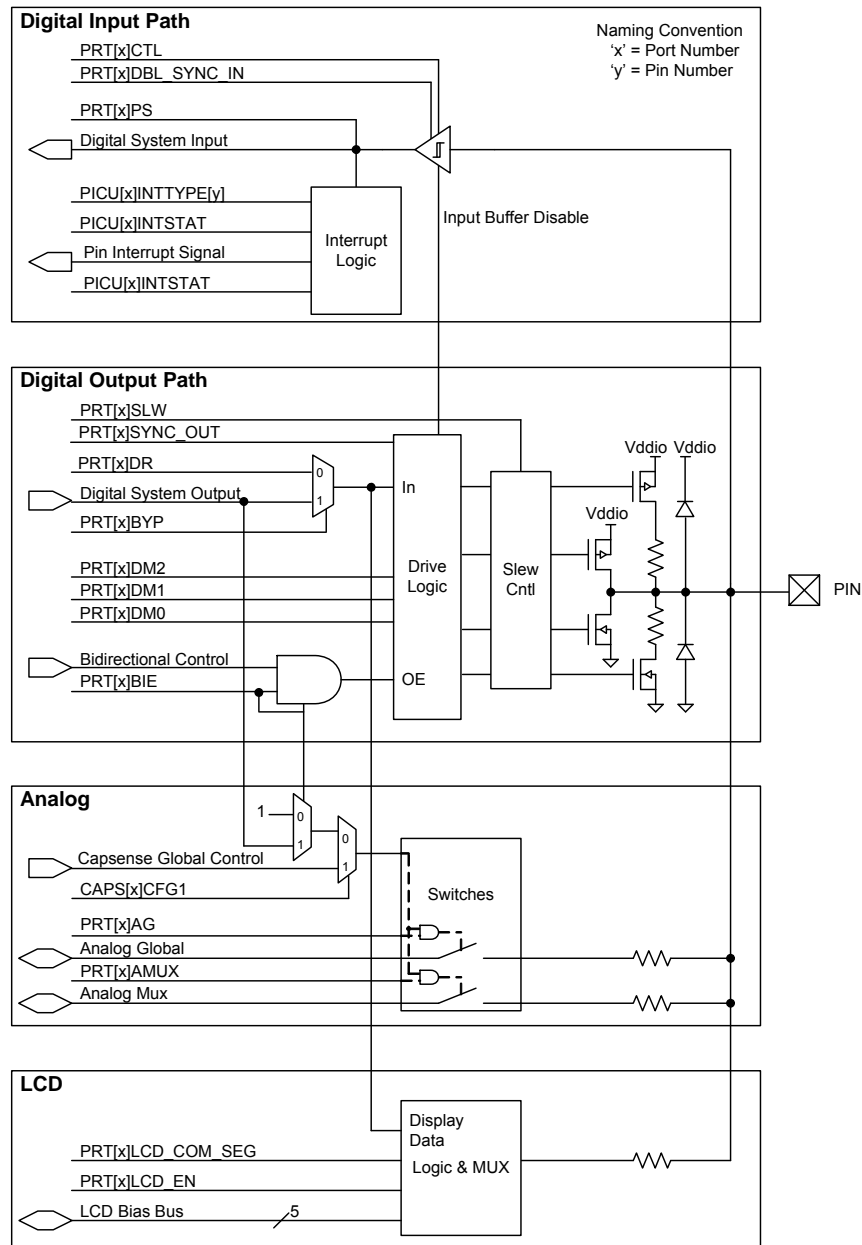 Digital Input Path
Naming Convention
‘x’ = Port Number
‘y’ = Pin Number
PRT[x]CTL
PRT[x]DBL_SYNC_IN
PRT[x]PS
Digital System Input
PICU[x]INTTYPE[y]
PICU[x]INTSTAT
Pin Interrupt Signal
PICU[x]INTSTAT
Interrupt
Logic
Input Buffer Disable
Digital Output Path
PRT[x]SLW
PRT[x]SYNC_OUT
PRT[x]DR
Digital System Output
PRT[x]BYP
0
1
PRT[x]DM2
PRT[x]DM1
PRT[x]DM0
Bidirectional Control
PRT[x]BIE
In
Drive
Logic
OE
Slew
Cntl
Vddio Vddio
Vddio
PIN
Analog
1
0
1
0
1
Capsense Global Control
CAPS[x]CFG1
Switches
PRT[x]AG
Analog Global
PRT[x]AMUX
Analog Mux
LCD
Display
Data
Logic & MUX
PRT[x]LCD_COM_SEG
PRT[x]LCD_EN
LCD Bias Bus
5